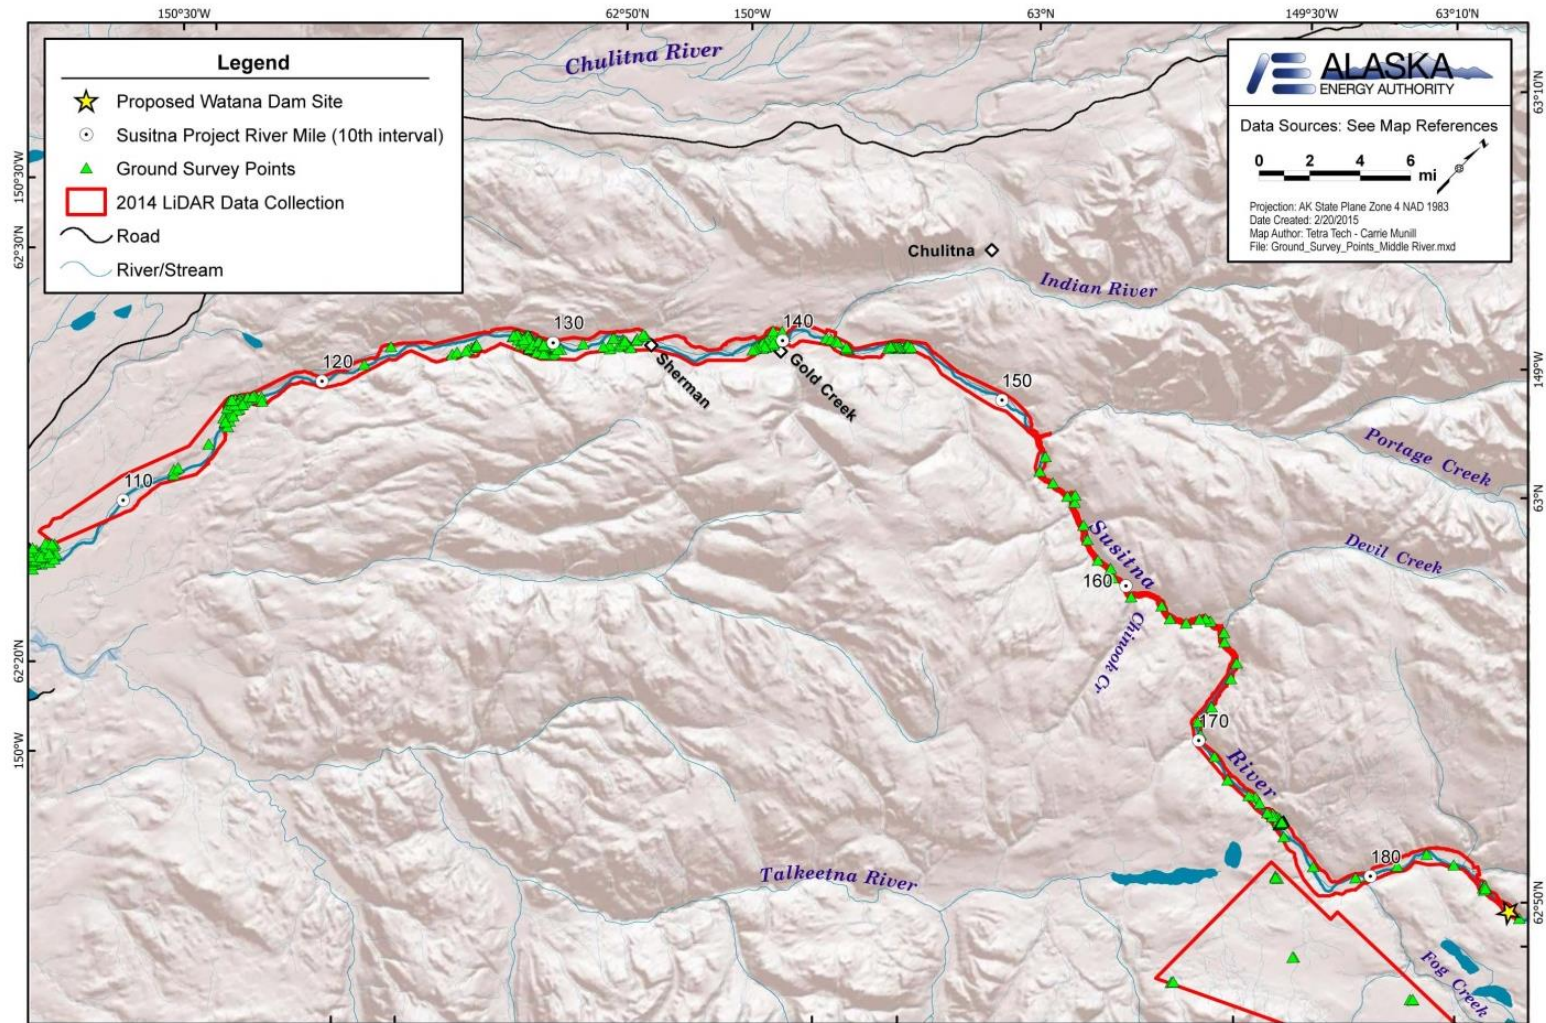 150°30'W
62°50'N
150°W
63°N
149°30'W
63°10'N
Legend
Proposed Watana Dam Site
Susitna Project River Mile (10th interval)
Ground Survey Points
2014 LiDAR Data Collection
Road
River/Stream
Chulitna River
ALASKA
ENERGY AUTHORITY
Data Sources: See Map References
0 2 4 6 mi
N
Projection: AK State Plane Zone 4 NAD 1983
Date Created: 2/20/2015
Map Author: Tetra Tech - Carrie Munill
File: Ground_Survey_Points_Middle River.mxd
63°10'N
150°30'W
62°30'N
Chulitna
Indian River
130
140
120
Sherman
Gold Creek
150
149°W
110
Portage Creek
63°N
Susitna
Devil Creek
160
Chinook Cr
62°20'N
170
150°W
River
180
Talkeetna River
62°50'N
Fog Creek